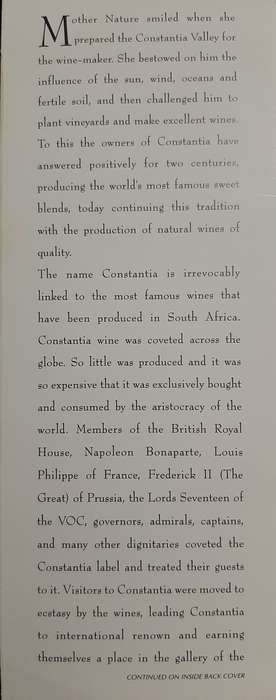 Mother Nature smiled when she
prepared the Constantia Valley for
the wine-maker. She bestowed on him the
influence of the sun, wind, oceans and
fertile soil, and then challenged him to
plant vineyards and make excellent wines.
To this the owners of Constantia have
answered positively for two centuries,
producing the world's most famous sweet
blends, today continuing this tradition
with the production of natural wines of
quality.
The name Constantia is irrevocably
linked to the most famous wines that
have been produced in South Africa.
Constantia wine was coveted across the
globe. So little was produced and it was
so expensive that it was exclusively bought
and consumed by the aristocracy of the
world. Members of the British Royal
House, Napoleon Bonaparte, Louis
Philippe of France, Frederick II (The
Great) of Prussia, the Lords Seventeen of
the VOC, governors, admirals, captains,
and many other dignitaries coveted the
Constantia label and treated their guests
to it. Visitors to Constantia were moved to
ecstasy by the wines, leading Constantia
to international renown and earning
themselves a place in the gallery of the
CONTINUED ON INSIDE BACK COVER